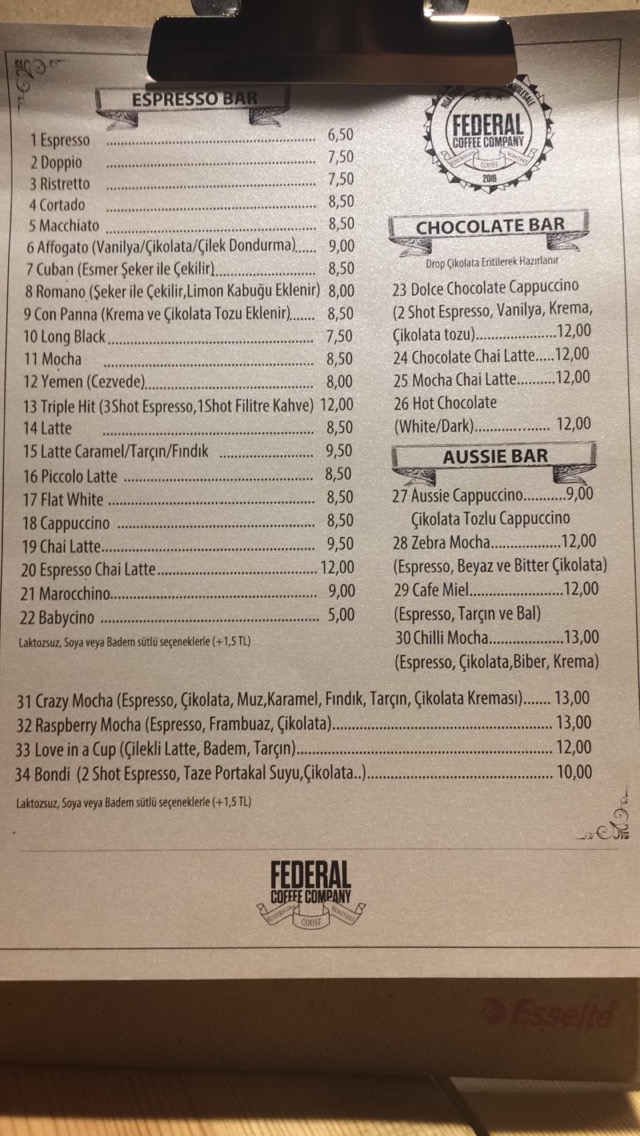 ESPRESSO BAR
1 Espresso ........ 6,50
2 Doppio ........ 7,50
3 Ristretto ........ 7,50
4 Cortado ........ 8,50
5 Macchiato ........ 8,50
6 Affogato (Vanilya/Çikolata/Çilek Dondurma)...... 9,00
7 Cuban (Esmer Şeker ile Çekilir)........ 8,50
8 Romano (Şeker ile Çekilir,Limon Kabuğu Eklenir) 8,00
9 Con Panna (Krema ve Çikolata Tozu Eklenir)....... 8,50
10 Long Black........ 7,50
11 Mocha ........ 8,50
12 Yemen (Cezvede)........ 8,00
13 Triple Hit (3Shot Espresso,1Shot Filitre Kahve) 12,00
14 Latte ........ 8,50
15 Latte Caramel/Tarçın/Fındık ........ 9,50
16 Piccolo Latte ........ 8,50
17 Flat White ........ 8,50
18 Cappuccino ........ 8,50
19 Chai Latte........ 9,50
20 Espresso Chai Latte........ 12,00
21 Marocchino........ 9,00
22 Babycino ........ 5,00
Laktozsuz, Soya veya Badem sütlü seçeneklerle (+1,5 TL)
WHOLESALE
FEDERAL
COFFEE COMPANY
COFFEE
2016
CHOCOLATE BAR
Drop Çikolata Eritilerek Hazırlanır
23 Dolce Chocolate Cappuccino
(2 Shot Espresso, Vanilya, Krema,
Çikolata tozu)........12,00
24 Chocolate Chai Latte.....12,00
25 Mocha Chai Latte.........12,00
26 Hot Chocolate
(White/Dark)........ 12,00
AUSSIE BAR
27 Aussie Cappuccino..........9,00
Çikolata Tozlu Cappuccino
28 Zebra Mocha........12,00
(Espresso, Beyaz ve Bitter Çikolata)
29 Cafe Miel........12,00
(Espresso, Tarçın ve Bal)
30 Chilli Mocha........13,00
(Espresso, Çikolata,Biber, Krema)
31 Crazy Mocha (Espresso, Çikolata, Muz,Karamel, Fındık, Tarçın, Çikolata Kreması)....... 13,00
32 Raspberry Mocha (Espresso, Frambuaz, Çikolata)........ 13,00
33 Love in a Cup (Çilekli Latte, Badem, Tarçın)........ 12,00
34 Bondi (2 Shot Espresso, Taze Portakal Suyu,Çikolata..)........ 10,00
Laktozsuz, Soya veya Badem sütlü seçeneklerle (+1,5 TL)
FEDERAL
COFFEE COMPANY
COFFEE
Esselte